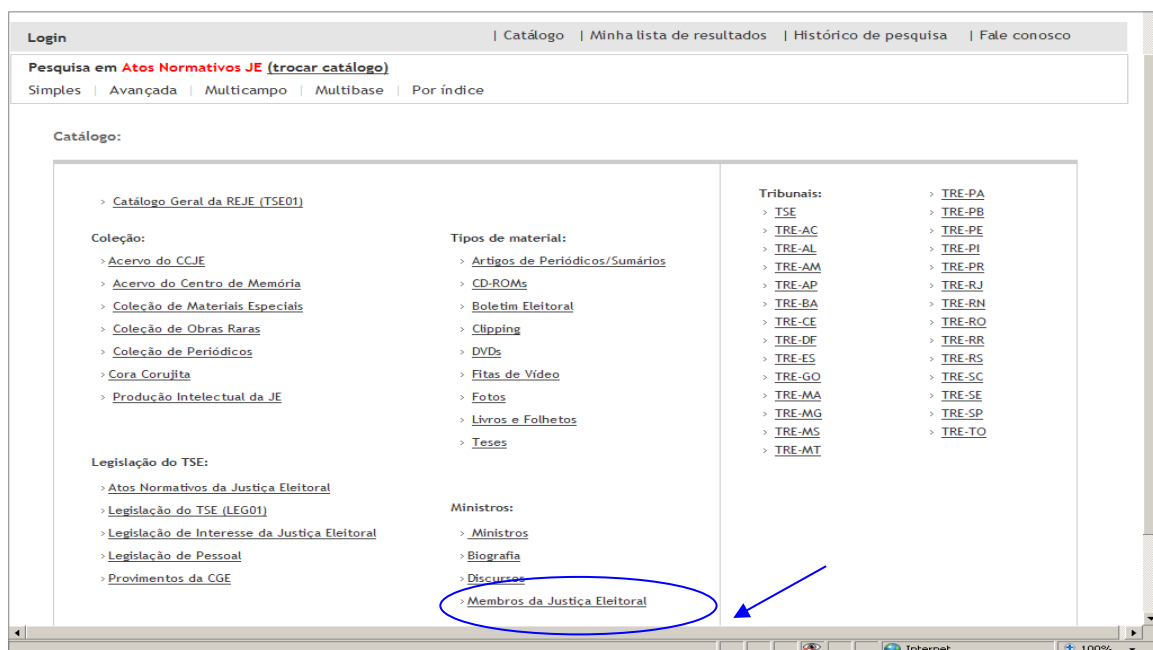 Login | Catálogo | Minha lista de resultados | Histórico de pesquisa | Fale conosco
Pesquisa em Atos Normativos JE (trocar catálogo)
Simples | Avançada | Multicampo | Multibase | Por índice
Catálogo:
> Catálogo Geral da REJE (TSE01)
Coleção:
> Acervo do CCJE
> Acervo do Centro de Memória
> Coleção de Materiais Especiais
> Coleção de Obras Raras
> Coleção de Periódicos
> Cora Corujita
> Produção Intelectual da JE
Legislação do TSE:
> Atos Normativos da Justiça Eleitoral
> Legislação do TSE (LEG01)
> Legislação de Interesse da Justiça Eleitoral
> Legislação de Pessoal
> Provimentos da CGE
Tipos de material:
> Artigos de Periódicos/Sumários
> CD-ROMs
> Boletim Eleitoral
> Clipping
> DVDs
> Fitas de Vídeo
> Fotos
> Livros e Folhetos
> Teses
Ministros:
> Ministros
> Biografia
> Discursos
> Membros da Justiça Eleitoral
Tribunais:
> TSE
> TRE-AC
> TRE-AL
> TRE-AM
> TRE-AP
> TRE-BA
> TRE-CE
> TRE-DF
> TRE-ES
> TRE-GO
> TRE-MA
> TRE-MG
> TRE-MS
> TRE-MT
> TRE-PA
> TRE-PB
> TRE-PE
> TRE-PI
> TRE-PR
> TRE-RJ
> TRE-RN
> TRE-RO
> TRE-RR
> TRE-RS
> TRE-SC
> TRE-SE
> TRE-SP
> TRE-TO
Internet 100%